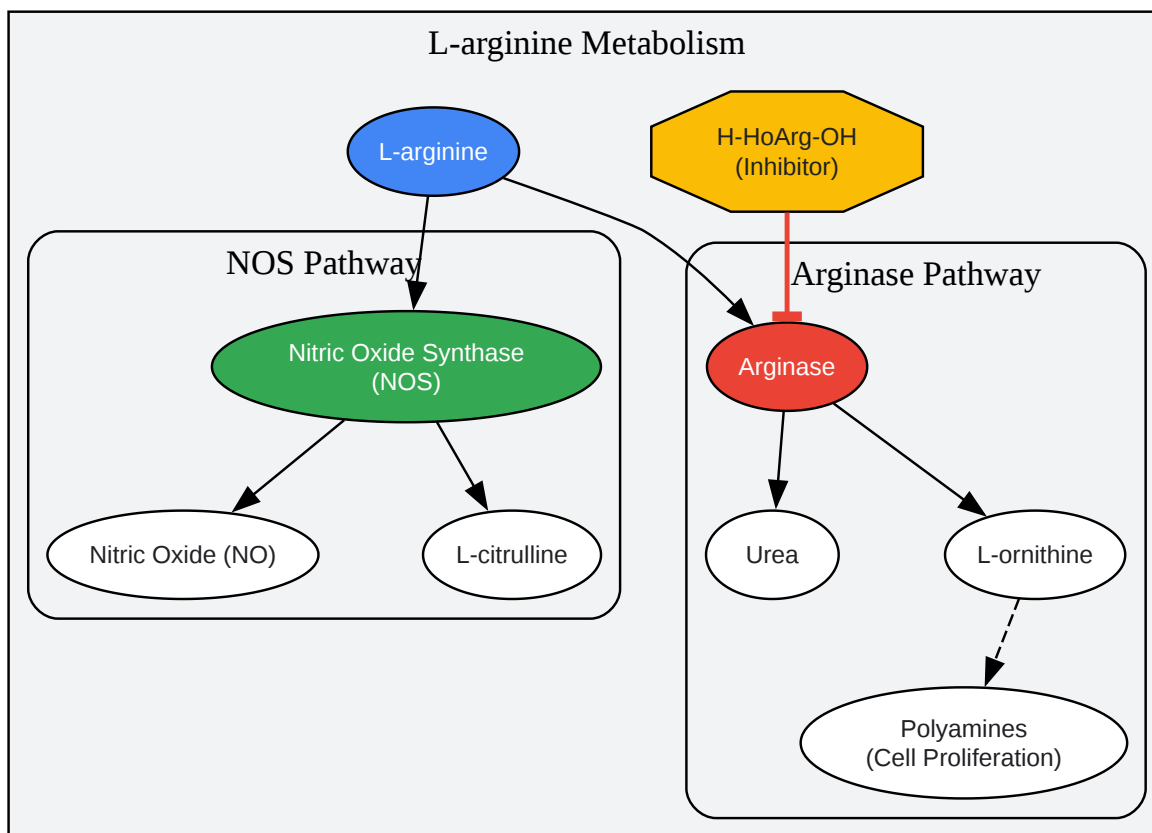 L-arginine Metabolism
L-arginine
H-HoArg-OH
(Inhibitor)
NOS Pathway
Arginase Pathway
Nitric Oxide Synthase
(NOS)
Arginase
Nitric Oxide (NO)
L-citrulline
Urea
L-ornithine
Polyamines
(Cell Proliferation)